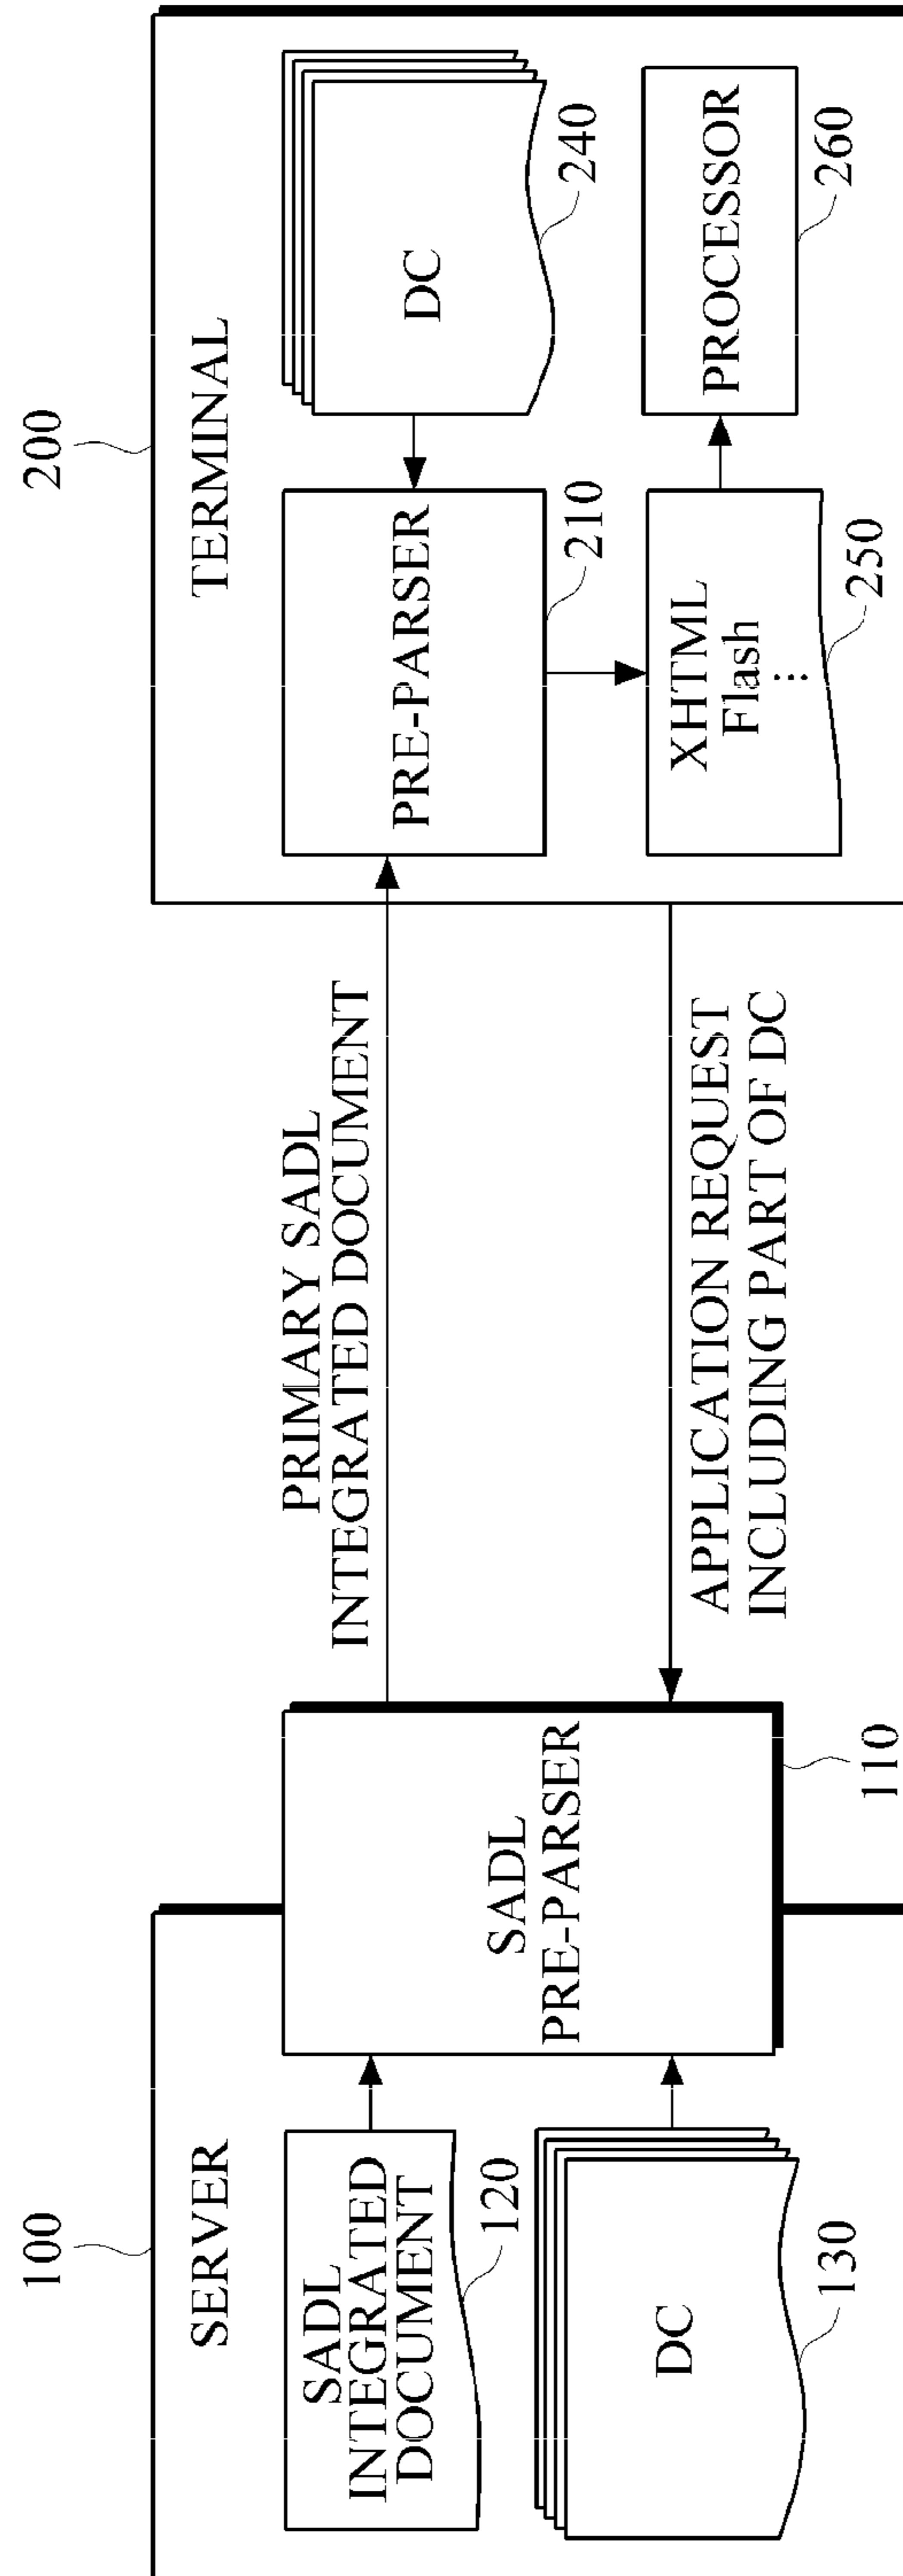 100
SERVER
SADL
INTEGRATED
DOCUMENT
120
DC
130
SADL
PRE-PARSER
110
PRIMARY SADL
INTEGRATED DOCUMENT
APPLICATION REQUEST
INCLUDING PART OF DC
200
TERMINAL
PRE-PARSER
210
DC
240
XHTML
Flash
⋮
250
PROCESSOR
260